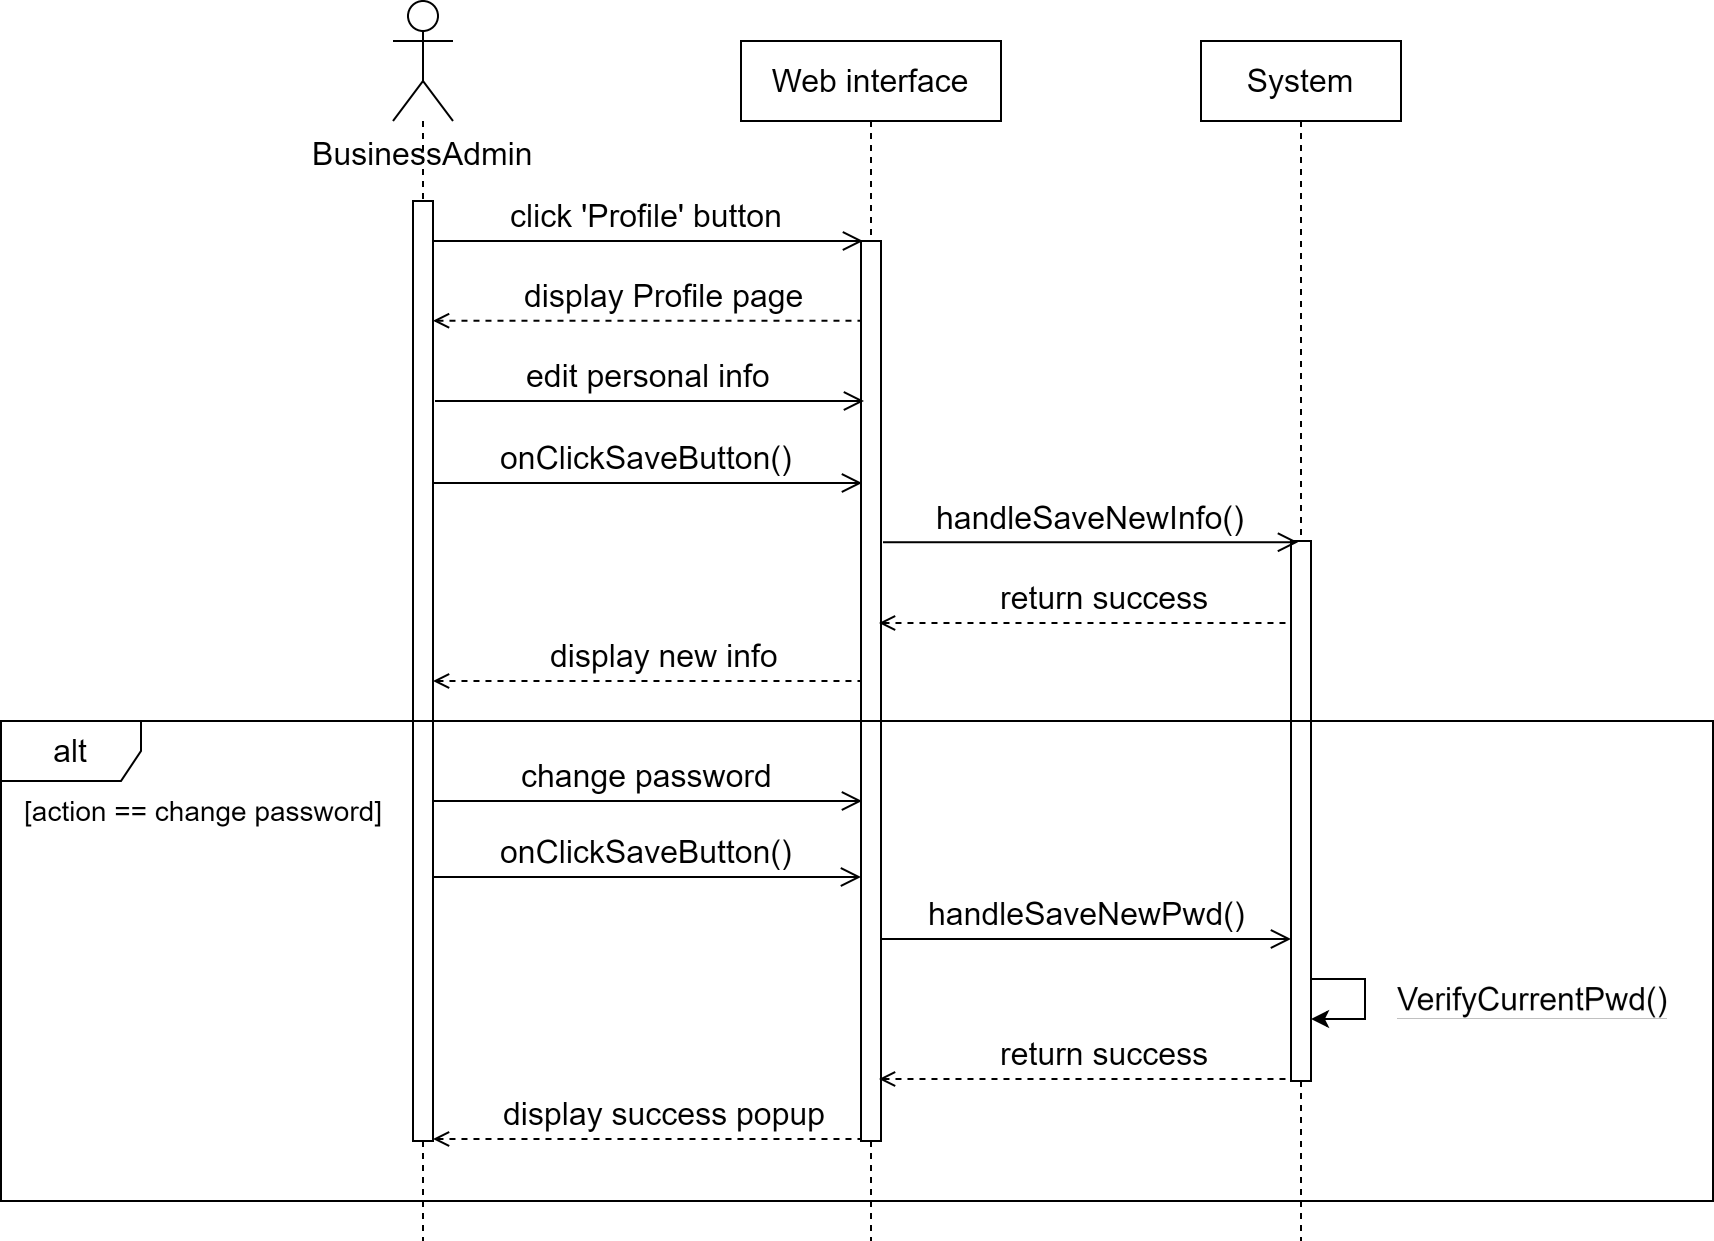 Web interface
System
BusinessAdmin
click 'Profile' button
display Profile page
edit personal info
onClickSaveButton()
handleSaveNewInfo()
return success
display new info
alt
change password
[action == change password]
onClickSaveButton()
handleSaveNewPwd()
VerifyCurrentPwd()
return success
display success popup